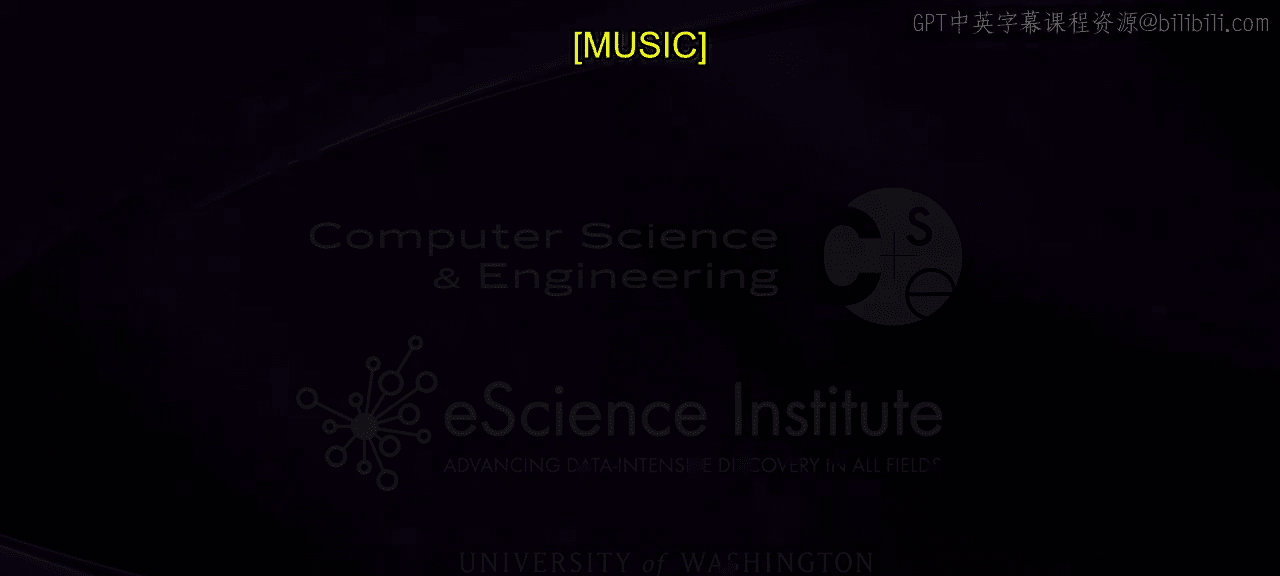 GPT中英字幕课程资源@bilibili.com
[MUSIC]
Computer Science
& Engineering
C S e
eScience Institute
ADVANCING DATA-INTENSIVE DISCOVERY IN ALL FIELDS
UNIVERSITY of WASHINGTON